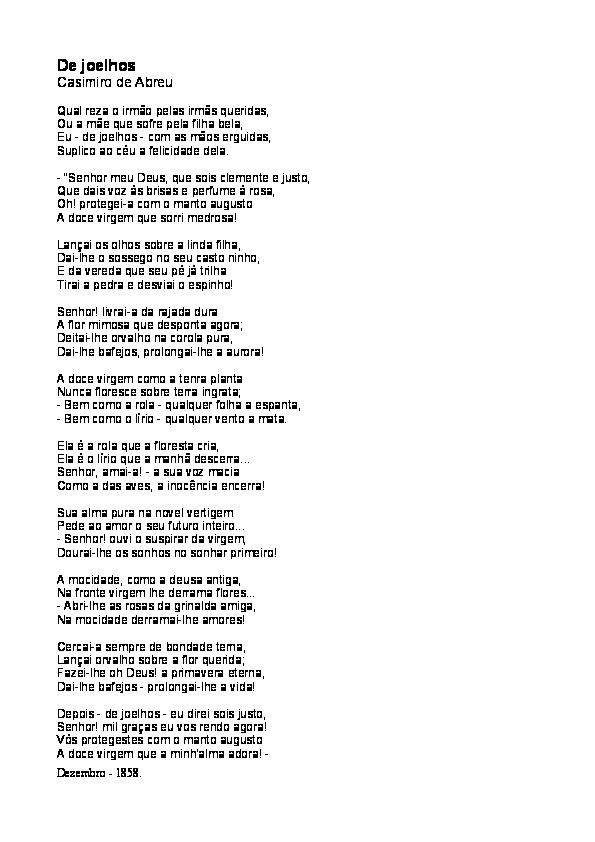 De joelhos
Casimiro de Abreu
Qual reza o irmão pelas irmãs queridas,
Ou a mãe que sofre pela filha bela,
Eu - de joelhos - com as mãos erguidas,
Suplico ao céu a felicidade dela.
- "Senhor meu Deus, que sois clemente e justo,
Que dais voz às brisas e perfume à rosa,
Oh! protegei-a com o manto augusto
A doce virgem que sorri medrosa!
Lançai os olhos sobre a linda filha,
Dai-lhe o sossego no seu casto ninho,
E da vereda que seu pé já trilha
Tirai a pedra e desviai o espinho!
Senhor! livrai-a da rajada dura
A flor mimosa que desponta agora;
Deitai-lhe orvalho na corola pura,
Dai-lhe bafejos, prolongai-lhe a aurora!
A doce virgem como a tenra planta
Nunca floresce sobre terra ingrata;
- Bem como a rola - qualquer folha a espanta,
- Bem como o lírio - qualquer vento a mata.
Ela é a rola que a floresta cria,
Ela é o lírio que a manhã descerra...
Senhor, amai-a! - a sua voz macia
Como a das aves, a inocência encerra!
Sua alma pura na novel vertigem
Pede ao amor o seu futuro inteiro...
- Senhor! ouvi o suspirar da virgem,
Dourai-lhe os sonhos no sonhar primeiro!
A mocidade, como a deusa antiga,
Na fronte virgem lhe derrama flores...
- Abri-lhe as rosas da grinalda amiga,
Na mocidade derramai-lhe amores!
Cercai-a sempre de bondade terna,
Lançai orvalho sobre a flor querida;
Fazei-lhe oh Deus! a primavera eterna,
Dai-lhe bafejos - prolongai-lhe a vida!
Depois - de joelhos - eu direi sois justo,
Senhor! mil graças eu vos rendo agora!
Vós protegestes com o manto augusto
A doce virgem que a minh'alma adora! -
Dezembro - 1858.